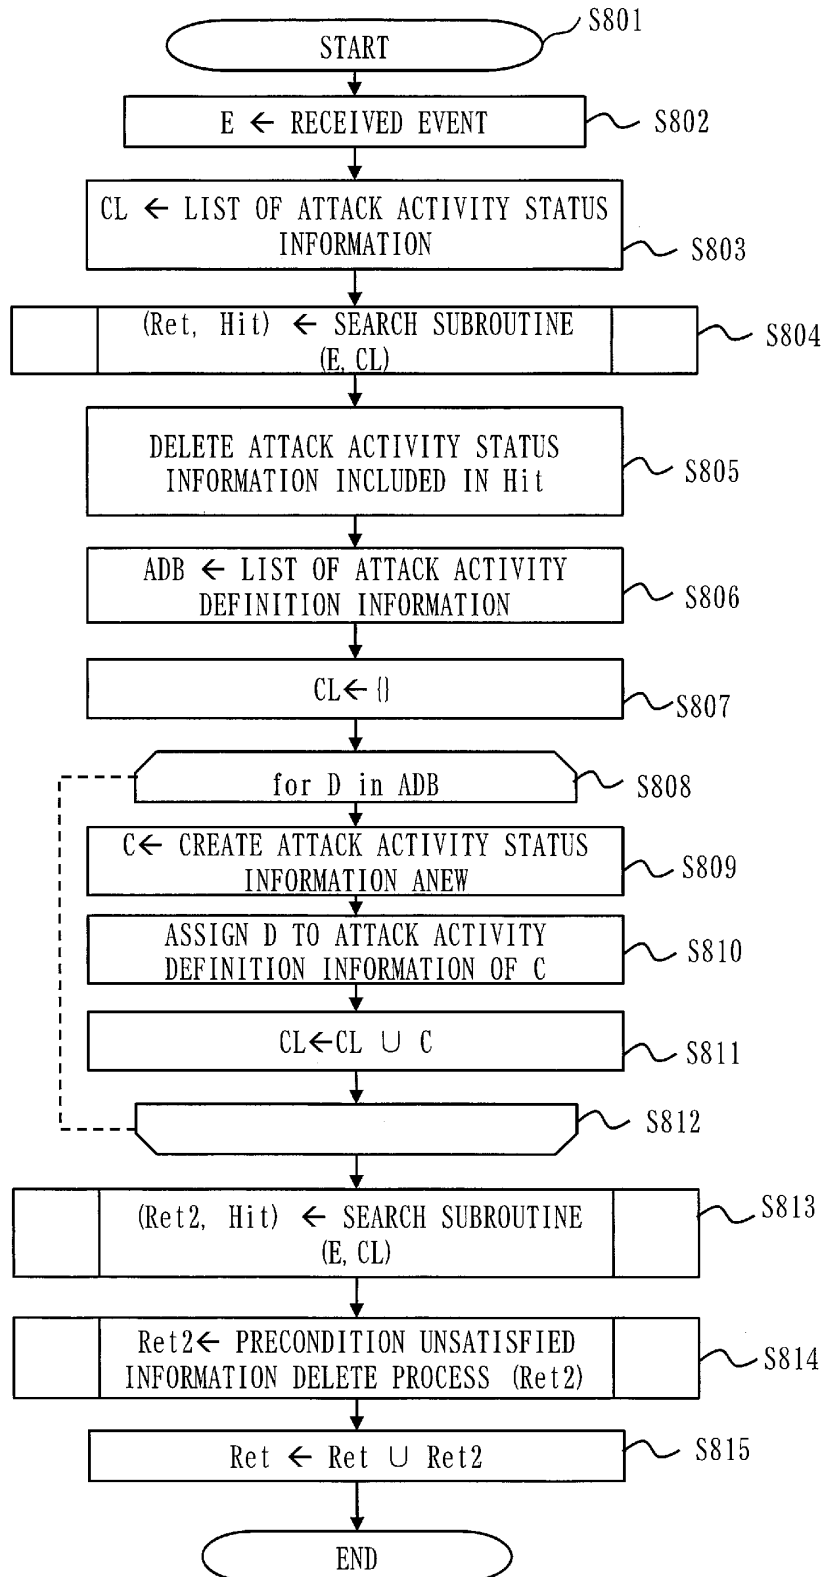 START
S801
E ← RECEIVED EVENT
S802
CL ← LIST OF ATTACK ACTIVITY STATUS
INFORMATION
S803
(Ret, Hit) ← SEARCH SUBROUTINE
(E, CL)
S804
DELETE ATTACK ACTIVITY STATUS
INFORMATION INCLUDED IN Hit
S805
ADB ← LIST OF ATTACK ACTIVITY
DEFINITION INFORMATION
S806
CL← {}
S807
for D in ADB
S808
C← CREATE ATTACK ACTIVITY STATUS
INFORMATION ANEW
S809
ASSIGN D TO ATTACK ACTIVITY
DEFINITION INFORMATION OF C
S810
CL←CL ∪ C
S811
S812
(Ret2, Hit) ← SEARCH SUBROUTINE
(E, CL)
S813
Ret2← PRECONDITION UNSATISFIED
INFORMATION DELETE PROCESS (Ret2)
S814
Ret ← Ret ∪ Ret2
S815
END